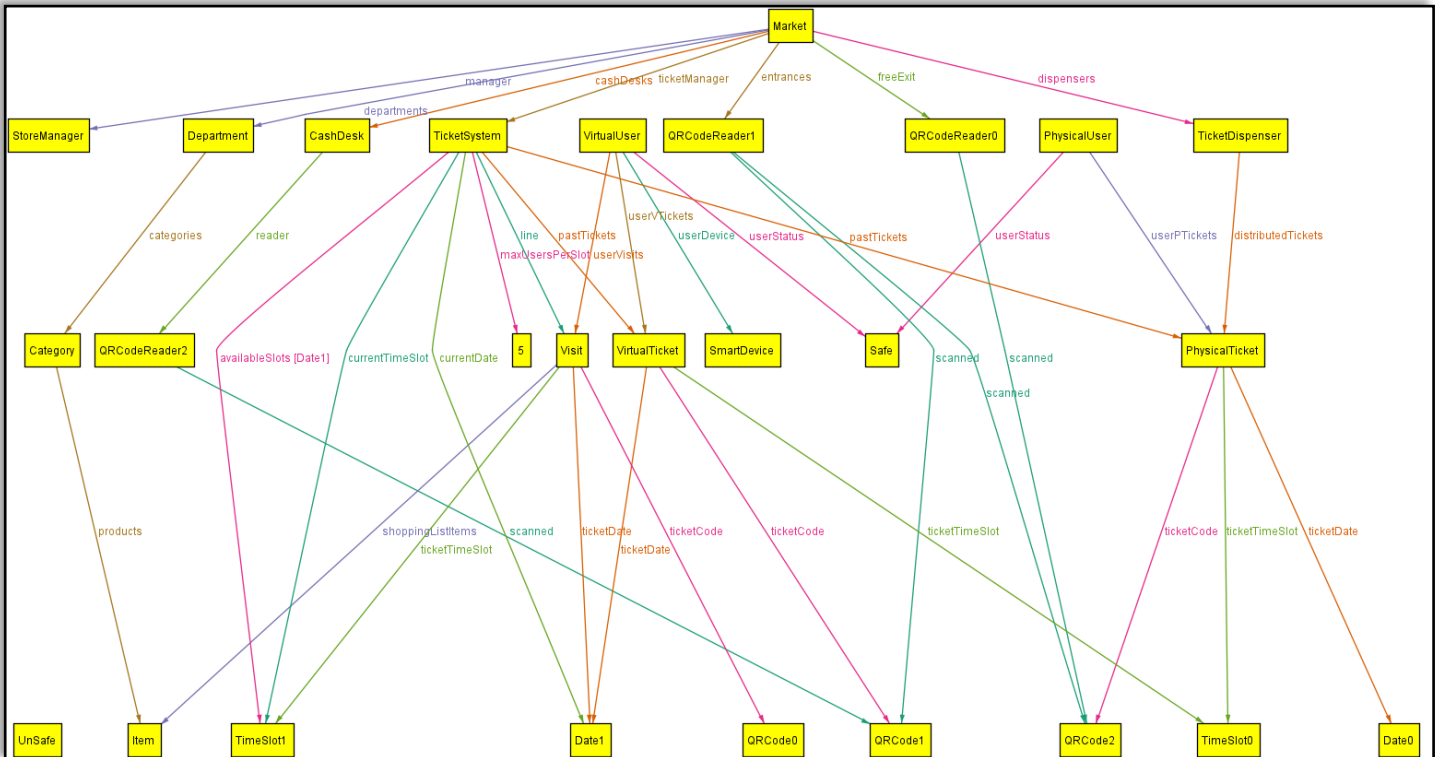 Market
manager
cashDesks
ticketManager
entrances
freeExit
dispensers
departments
StoreManager
Department
CashDesk
TicketSystem
VirtualUser
QRCodeReader1
QRCodeReader0
PhysicalUser
TicketDispenser
categories
reader
line
pastTickets
userVTickets
userDevice
userStatus
pastTickets
userStatus
userPTickets
distributedTickets
maxUsersPerSlot
userVisits
Category
QRCodeReader2
availableSlots [Date1]
currentTimeSlot
currentDate
5
Visit
VirtualTicket
SmartDevice
Safe
scanned
scanned
PhysicalTicket
scanned
products
shoppingListItems
scanned
ticketDate
ticketCode
ticketCode
ticketTimeSlot
ticketCode
ticketTimeSlot
ticketDate
ticketTimeSlot
ticketDate
UnSafe
Item
TimeSlot1
Date1
QRCode0
QRCode1
QRCode2
TimeSlot0
Date0